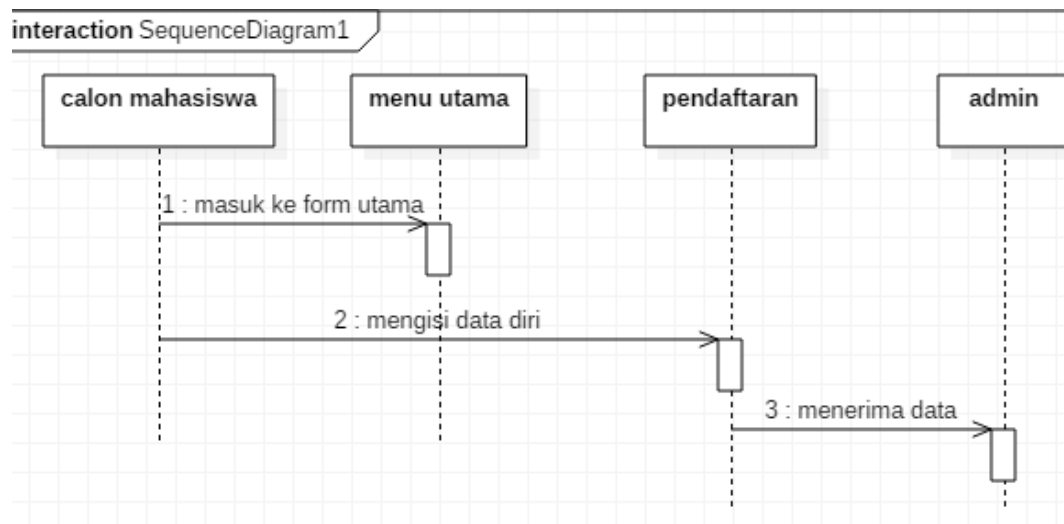 interaction SequenceDiagram1
calon mahasiswa
menu utama
pendaftaran
admin
1 : masuk ke form utama
2 : mengisi data diri
3 : menerima data